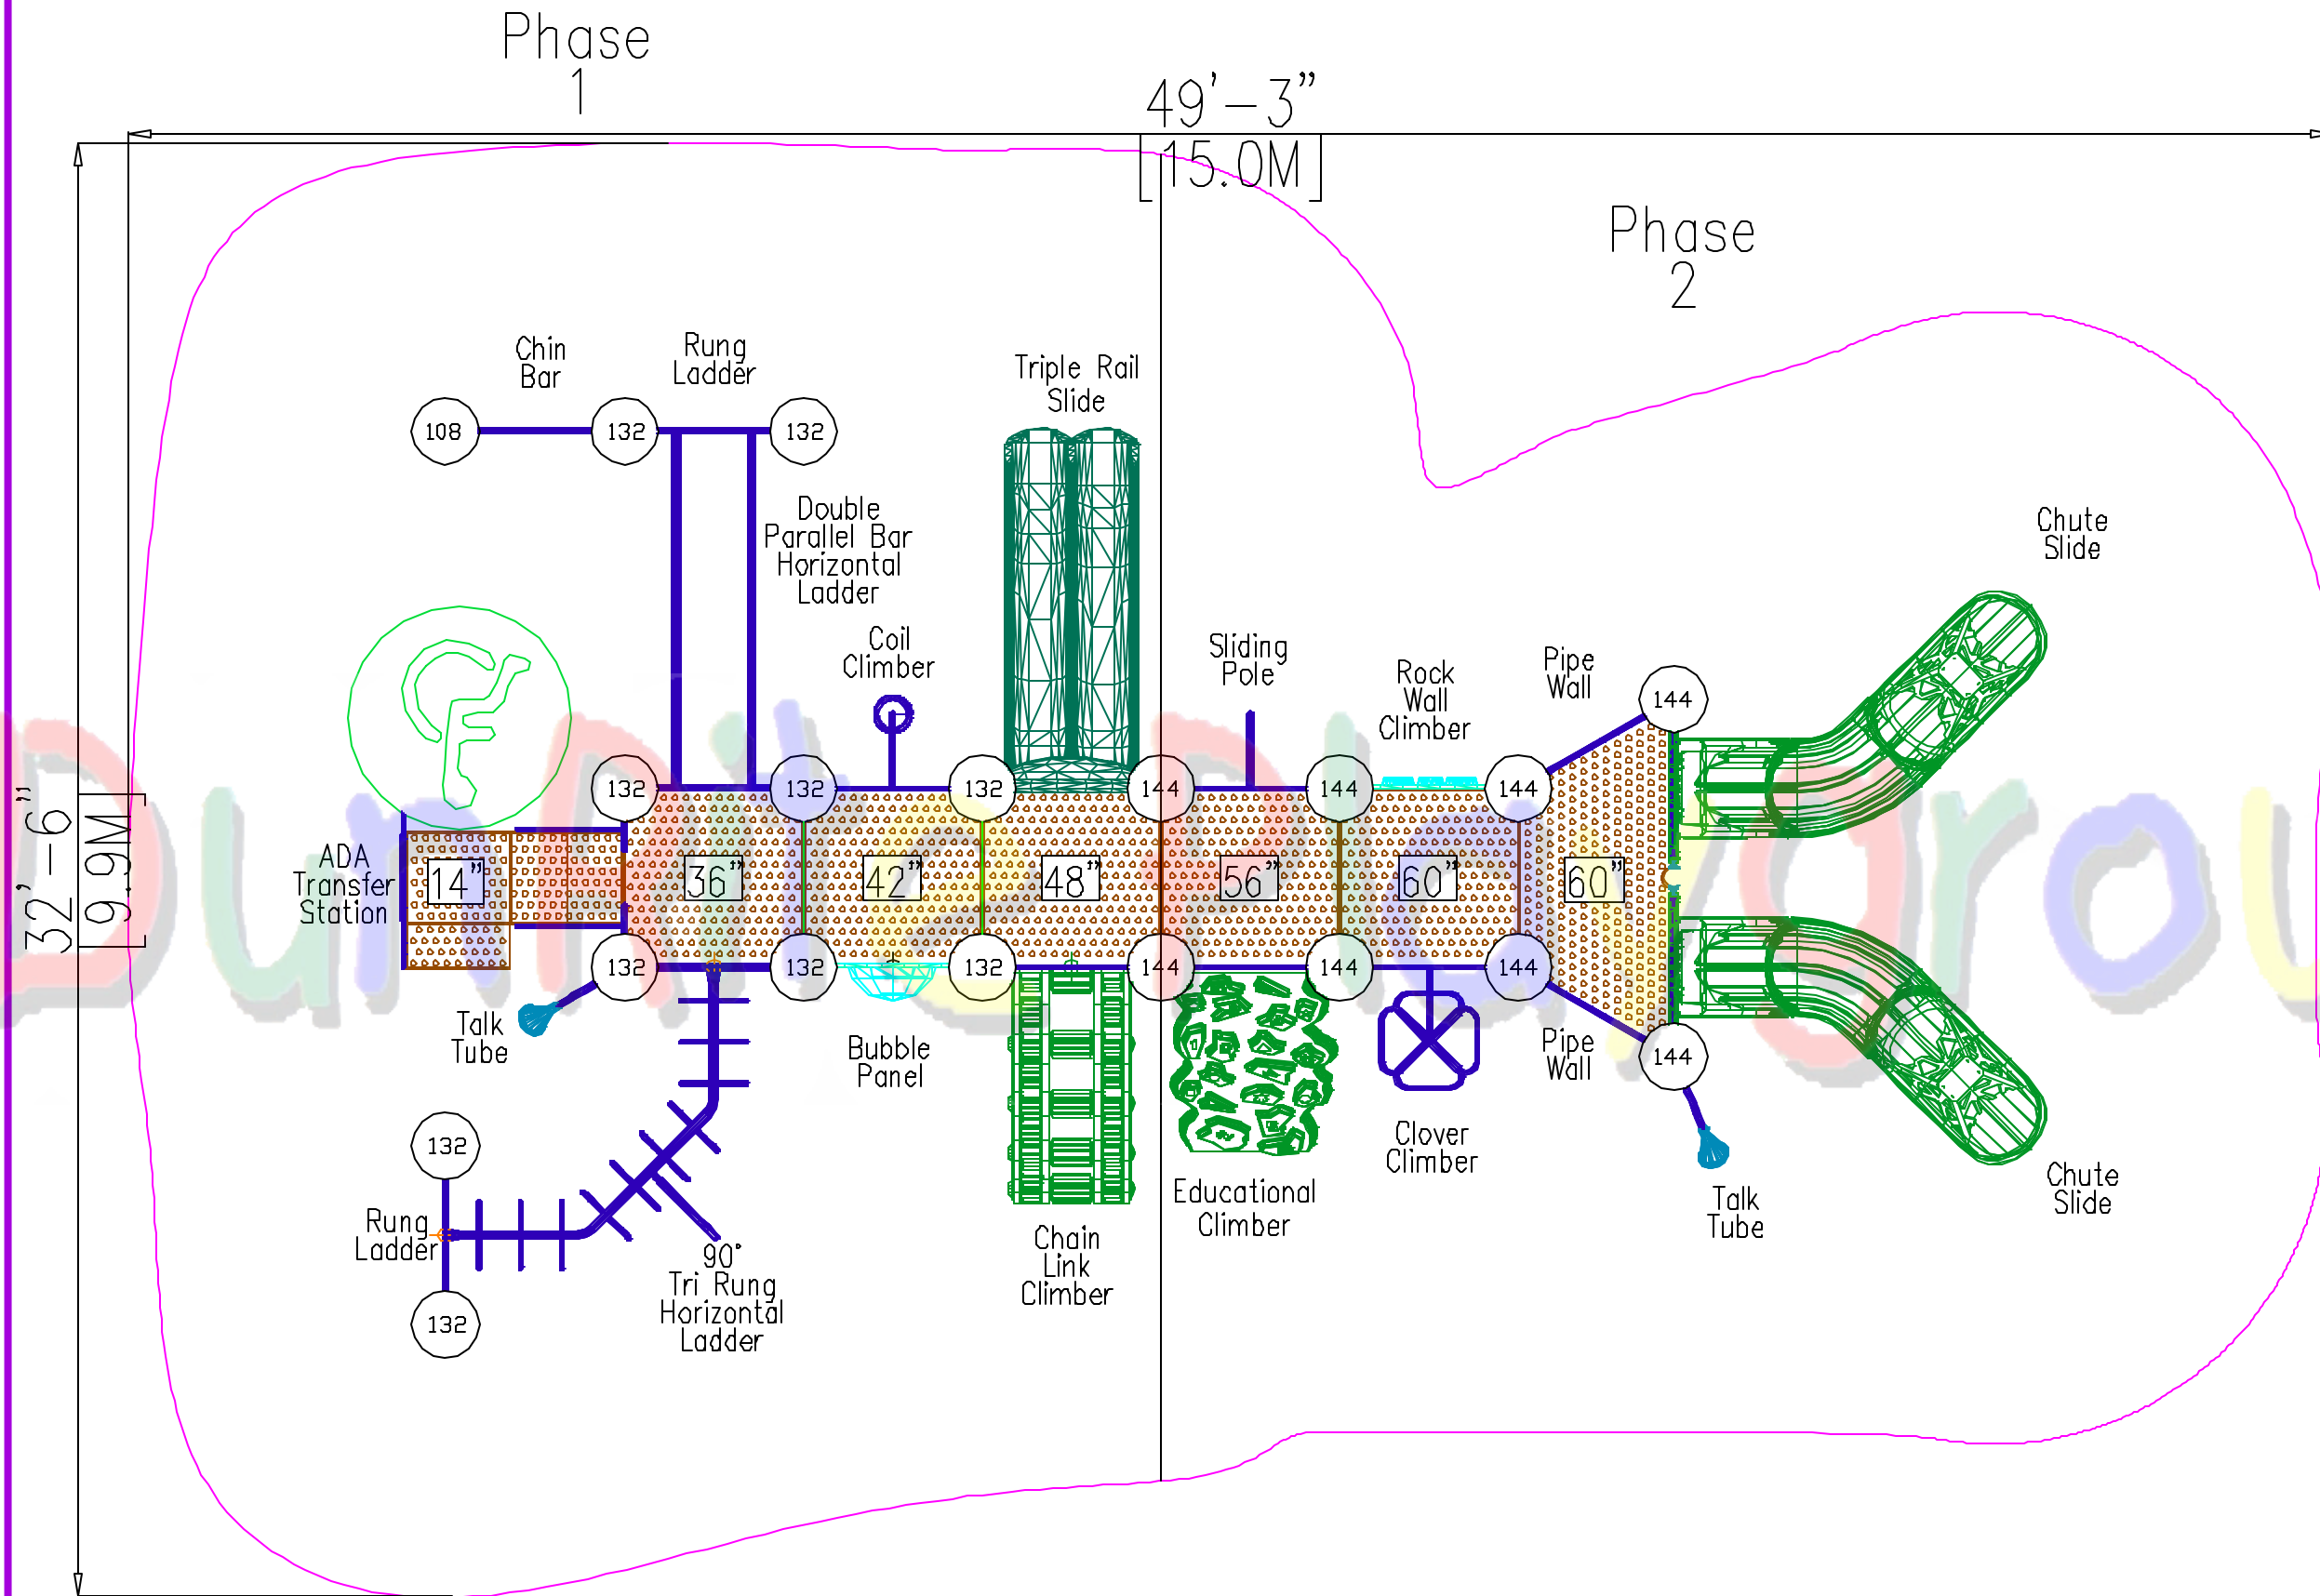 Phase
1
49'-3"
[15.0M]
Phase
2
Chin
Bar
Rung
Ladder
Triple Rail
Slide
108
132
132
Double
Parallel Bar
Horizontal
Ladder
Chute
Slide
Coil
Climber
Sliding
Pole
Rock
Wall
Climber
Pipe
Wall
144
132
132
132
144
144
144
32'-6"
[9.9M]
ADA
Transfer
Station
14"
36"
42"
48"
56"
60"
60"
DunRite Playgrou
132
132
132
144
144
144
Talk
Tube
Bubble
Panel
Pipe
Wall
144
132
Clover
Climber
Educational
Climber
Chute
Slide
Talk
Tube
Rung
Ladder
90°
Tri Rung
Horizontal
Ladder
Chain
Link
Climber
132